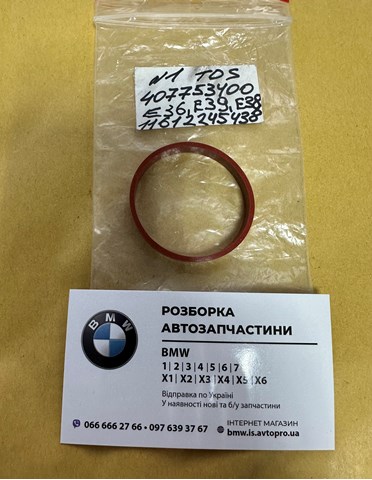 N1 TDS
407753400
E36, E39, E38
11612245438
BMW
РОЗБОРКА
АВТОЗАПЧАСТИНИ
BMW
1 | 2 | 3 | 4 | 5 | 6 | 7
X1 | X2 | X3 | X4 | X5 | X6
Відправка по Україні
У наявності нові та б/у запчастини
066 666 27 66 • 097 639 37 67
ІНТЕРНЕТ МАГАЗИН
bmw.is.avtopro.ua